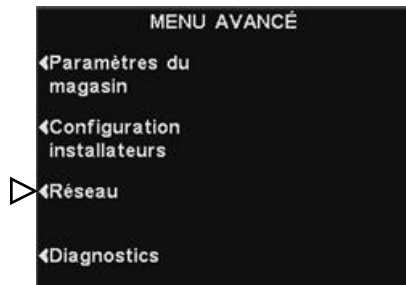 MENU AVANCÉ
Paramètres du
magasin
Configuration
installateurs
Réseau
Diagnostics